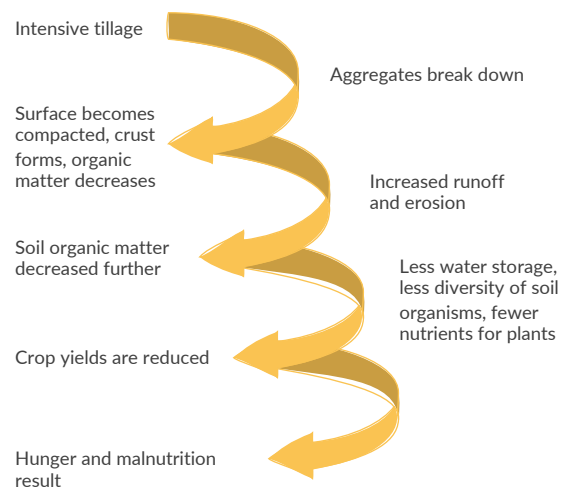 Intensive tillage
Aggregates break down
Surface becomes
compacted, crust
forms, organic
matter decreases
Increased runoff
and erosion
Soil organic matter
decreased further
Less water storage,
less diversity of soil
organisms, fewer
nutrients for plants
Crop yields are reduced
Hunger and malnutrition
result